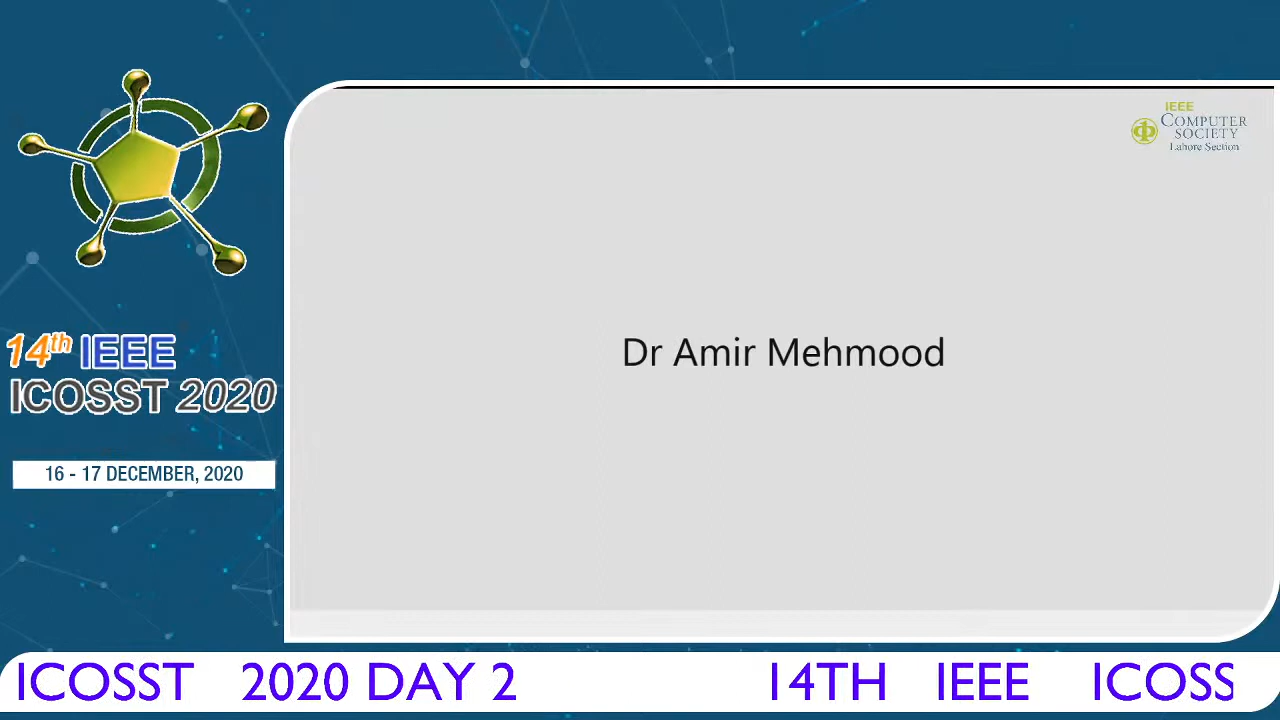 IEEE
COMPUTER
SOCIETY
Lahore Section
14th IEEE
ICOSST 2020
16 - 17 DECEMBER, 2020
Dr Amir Mehmood
ICOSST 2020 DAY 2 14TH IEEE ICOSS